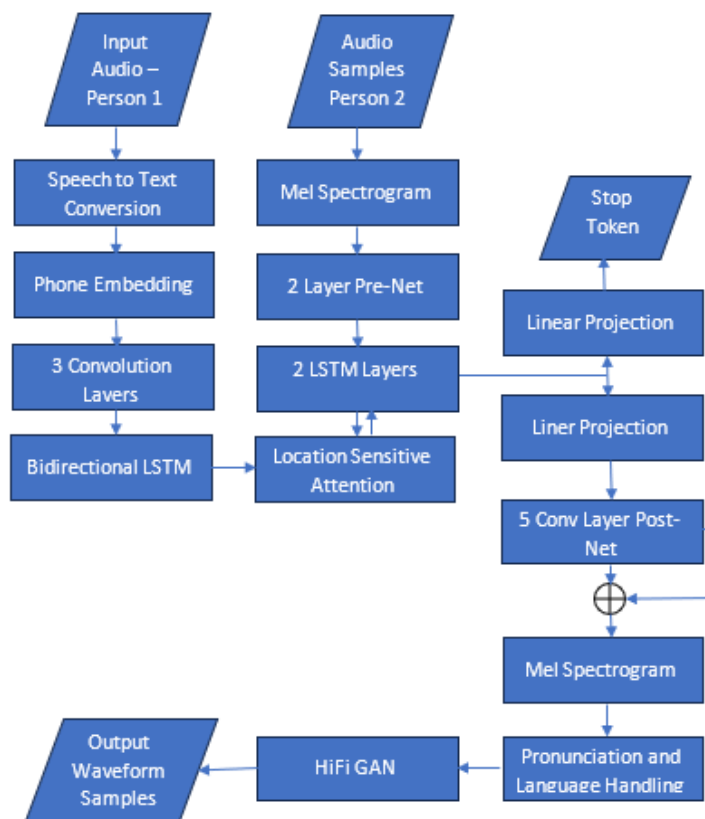 Input
Audio –
Person 1
Audio
Samples
Person 2
Speech to Text
Conversion
Mel Spectrogram
Stop
Token
Phone Embedding
2 Layer Pre-Net
Linear Projection
3 Convolution
Layers
2 LSTM Layers
Liner Projection
Bidirectional LSTM
Location Sensitive
Attention
5 Conv Layer Post-
Net
Mel Spectrogram
Output
Waveform
Samples
HiFi GAN
Pronunciation and
Language Handling